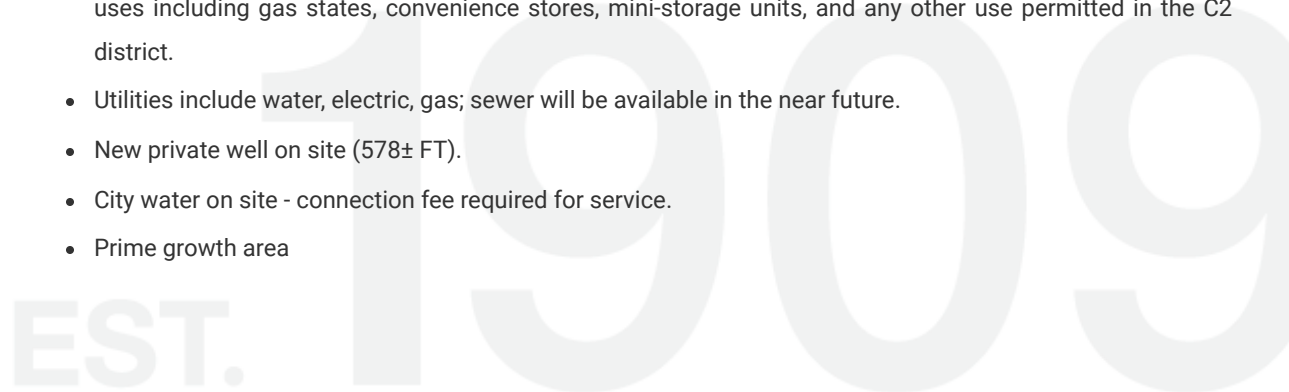 uses including gas states, convenience stores, mini-storage units, and any other use permitted in the C2
district.
• Utilities include water, electric, gas; sewer will be available in the near future.
• New private well on site (578± FT).
• City water on site - connection fee required for service.
• Prime growth area
EST. 1909